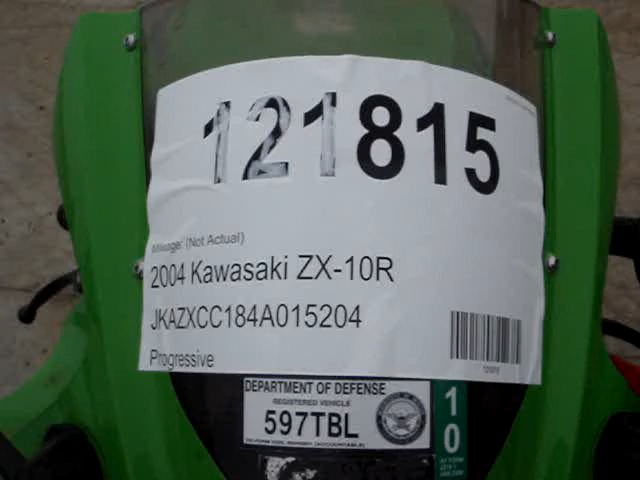 121815
Mileage: (Not Actual)
2004 Kawasaki ZX-10R
JKAZXCC184A015204
Progressive
DEPARTMENT OF DEFENSE
REGISTERED VEHICLE
597TBL
10